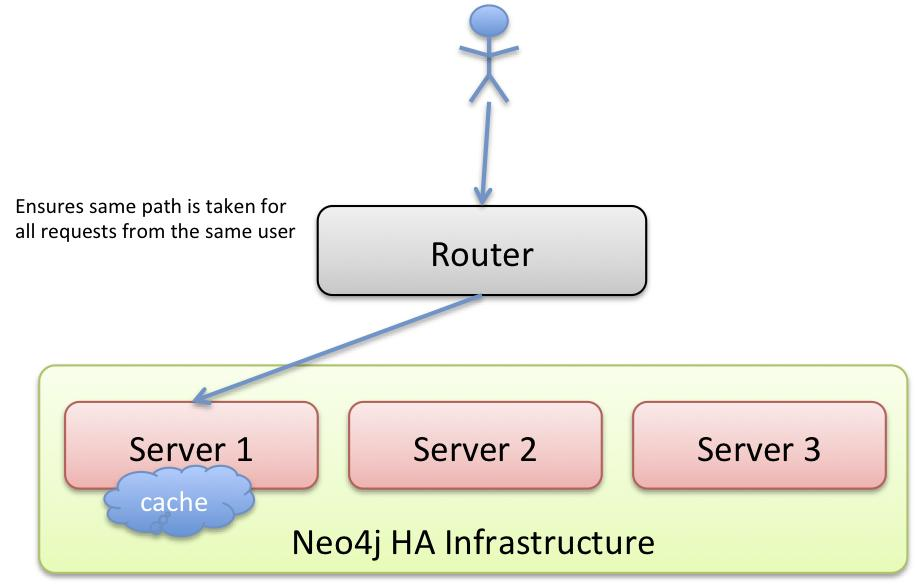 Ensures same path is taken for
all requests from the same user
Router
Server 1
Server 2
Server 3
cache
Neo4j HA Infrastructure